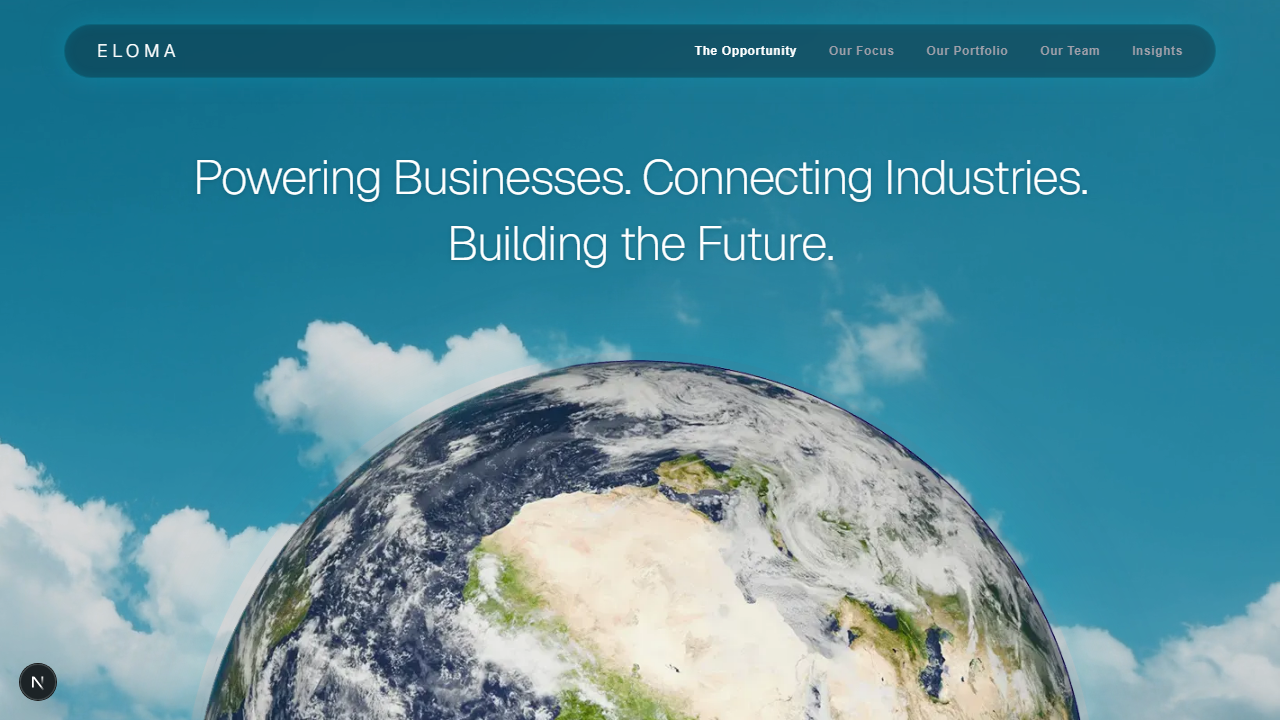 ELOMA
The Opportunity
Our Focus
Our Portfolio
Our Team
Insights
Powering Businesses. Connecting Industries.
Building the Future.
N